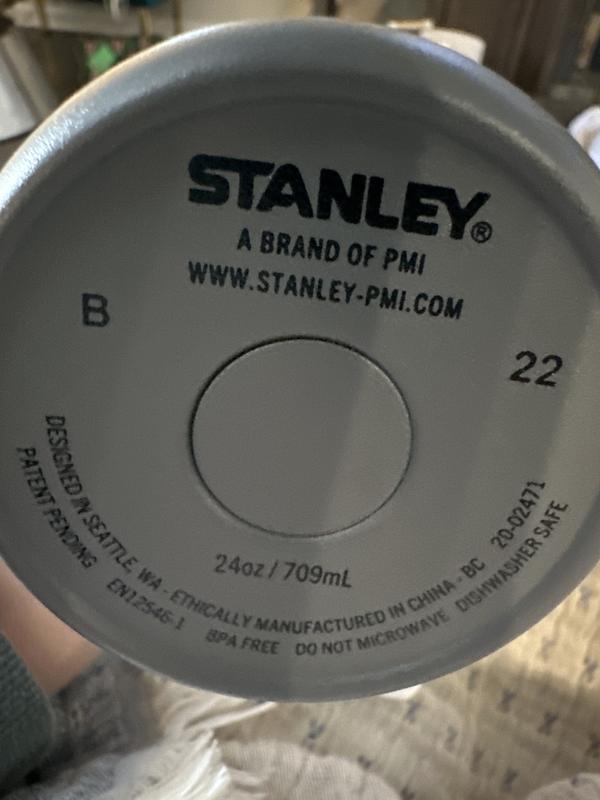 STANLEY®
A BRAND OF PMI
WWW.STANLEY-PMI.COM
B
22
24oz / 709mL
DESIGNED IN SEATTLE, WA - ETHICALLY MANUFACTURED IN CHINA - BC 20-02471
PATENT PENDING EN12546-1 BPA FREE DO NOT MICROWAVE DISHWASHER SAFE